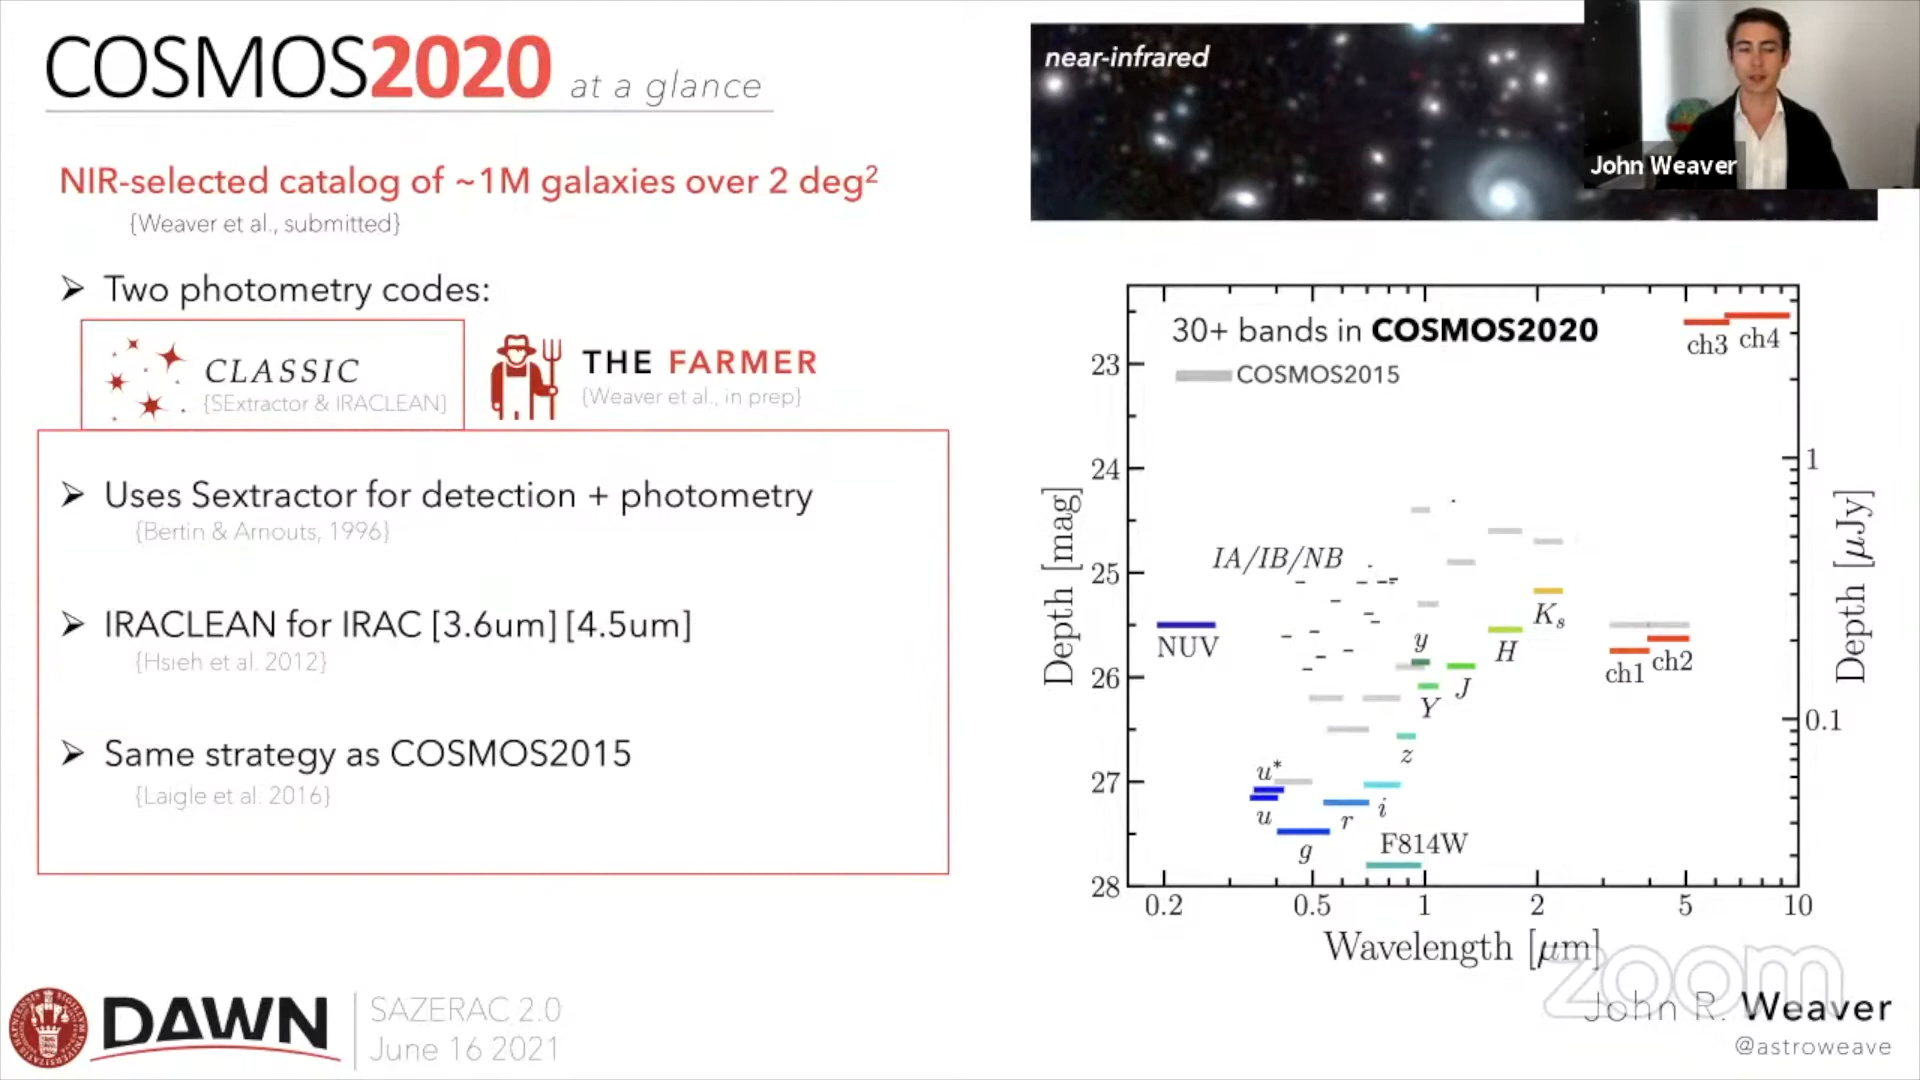 COSMOS2020 at a glance
near-infrared
John Weaver
NIR-selected catalog of ~1M galaxies over 2 deg²
{Weaver et al., submitted}
➢ Two photometry codes:
CLASSIC
{SExtractor & IRACLEAN}
THE FARMER
{Weaver et al., in prep}
➢ Uses Sextractor for detection + photometry
{Bertin & Arnouts, 1996}
➢ IRACLEAN for IRAC [3.6um] [4.5um]
{Hsieh et al. 2012}
➢ Same strategy as COSMOS2015
{Laigle et al. 2016}
30+ bands in COSMOS2020
COSMOS2015
ch3 ch4
IA/IB/NB
NUV
y
H
Kₛ
ch1 ch2
Y
J
z
u*
u
r
i
g
F814W
23
24
25
26
27
28
Depth [mag]
1
0.1
Depth [μJy]
0.2 0.5 1 2 5 10
Wavelength [μm]
zoom
DAWN
SAZERAC 2.0
June 16 2021
John R. Weaver
@astroweave